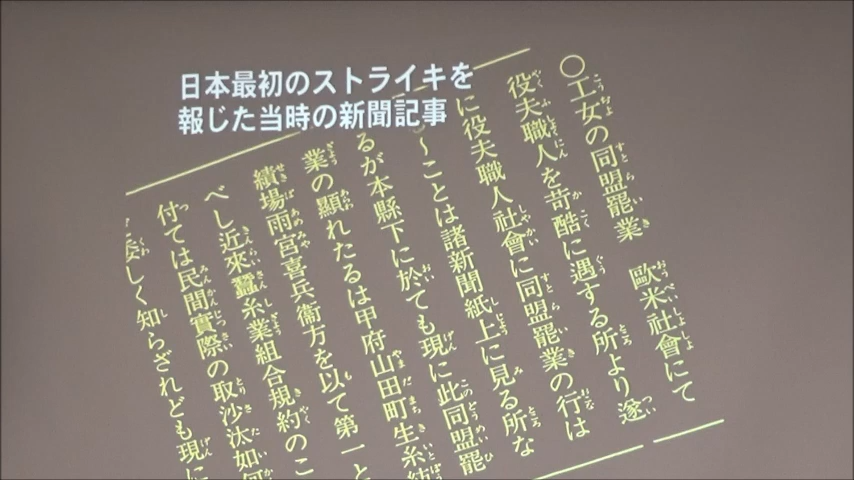 日本最初のストライキを
報じた当時の新聞記事
〇工女の同盟罷業　歐米社會にて
役夫職人を苛酷に遇する所より遂
に役夫職人社會に同盟罷業の行は
ることは諸新聞紙上に見る所な
るが本縣下に於ても現に此同盟罷
業の顯れたるは甲府山田町生糸紡
績場雨宮喜兵衞方を以て第一と
べし近來蠶糸業組合規約のこ
付ては民間實際の取沙汰如何
委しく知らざれども現に